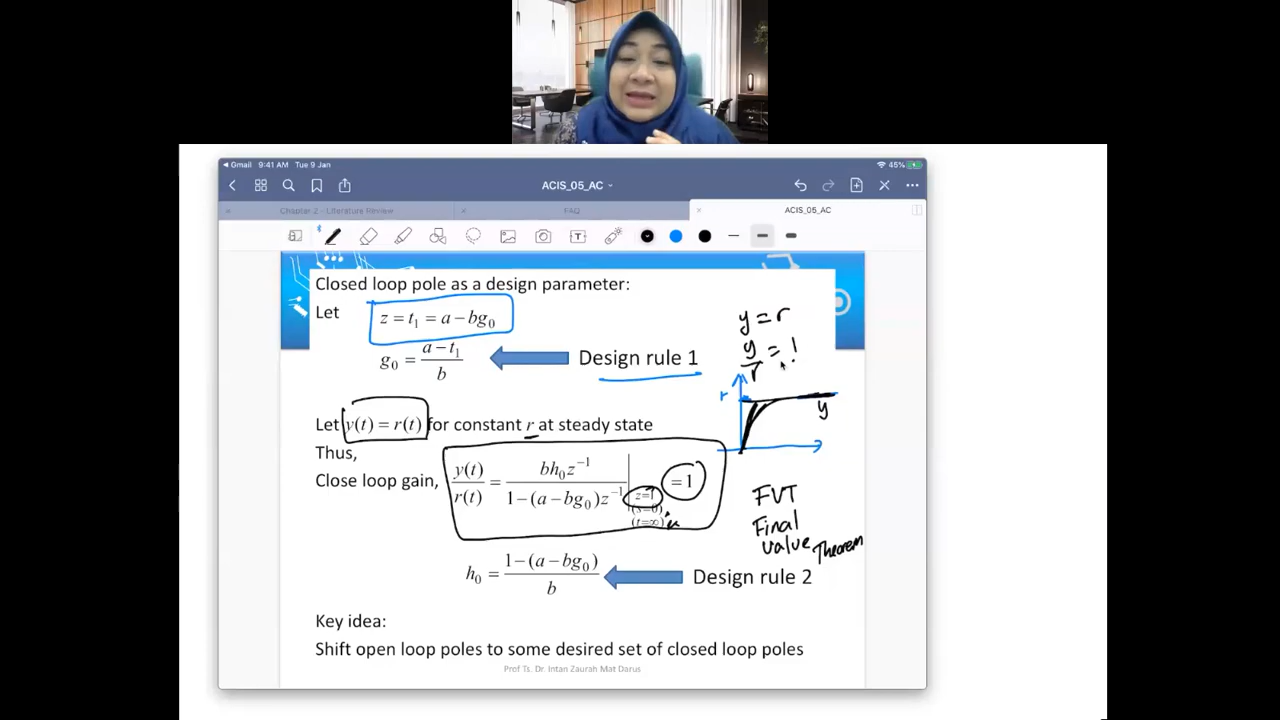 Gmail 9:41 AM Tue 9 Jan 45%
ACIS_05_AC
Chapter 2 – Literature Review FAQ ACIS_05_AC
Closed loop pole as a design parameter:
Let z = t₁ = a − bg₀
g₀ = (a − t₁)/b Design rule 1
y = r
y/r = 1
r
y
Let y(t) = r(t) for constant r at steady state
Thus,
Close loop gain, y(t)/r(t) = bh₀z⁻¹/(1−(a−bg₀)z⁻¹)| z=1 (s=0) (t=∞) = 1
FVT
Final
value Theorem
h₀ = (1−(a−bg₀))/b Design rule 2
Key idea:
Shift open loop poles to some desired set of closed loop poles
Prof Ts. Dr. Intan Zaurah Mat Darus